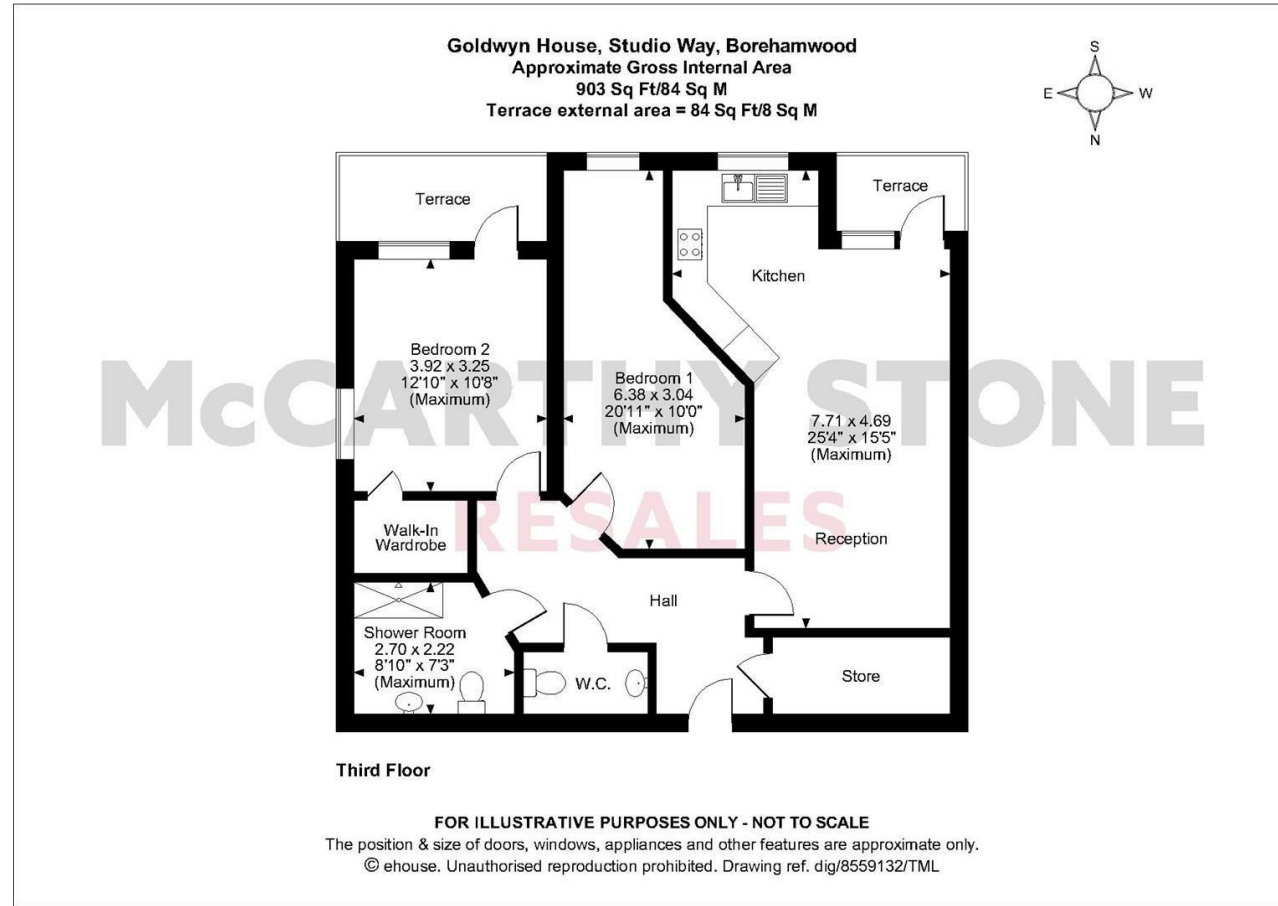 Goldwyn House, Studio Way, Borehamwood
Approximate Gross Internal Area
903 Sq Ft/84 Sq M
Terrace external area = 84 Sq Ft/8 Sq M
S
E
W
N
Terrace
Terrace
Kitchen
Bedroom 2
3.92 x 3.25
12'10" x 10'8"
(Maximum)
Bedroom 1
6.38 x 3.04
20'11" x 10'0"
(Maximum)
7.71 x 4.69
25'4" x 15'5"
(Maximum)
McCARTHY STONE
RESALES
Walk-In
Wardrobe
Reception
Hall
Shower Room
2.70 x 2.22
8'10" x 7'3"
(Maximum)
W.C.
Store
Third Floor
FOR ILLUSTRATIVE PURPOSES ONLY - NOT TO SCALE
The position & size of doors, windows, appliances and other features are approximate only.
© ehouse. Unauthorised reproduction prohibited. Drawing ref. dig/8559132/TML